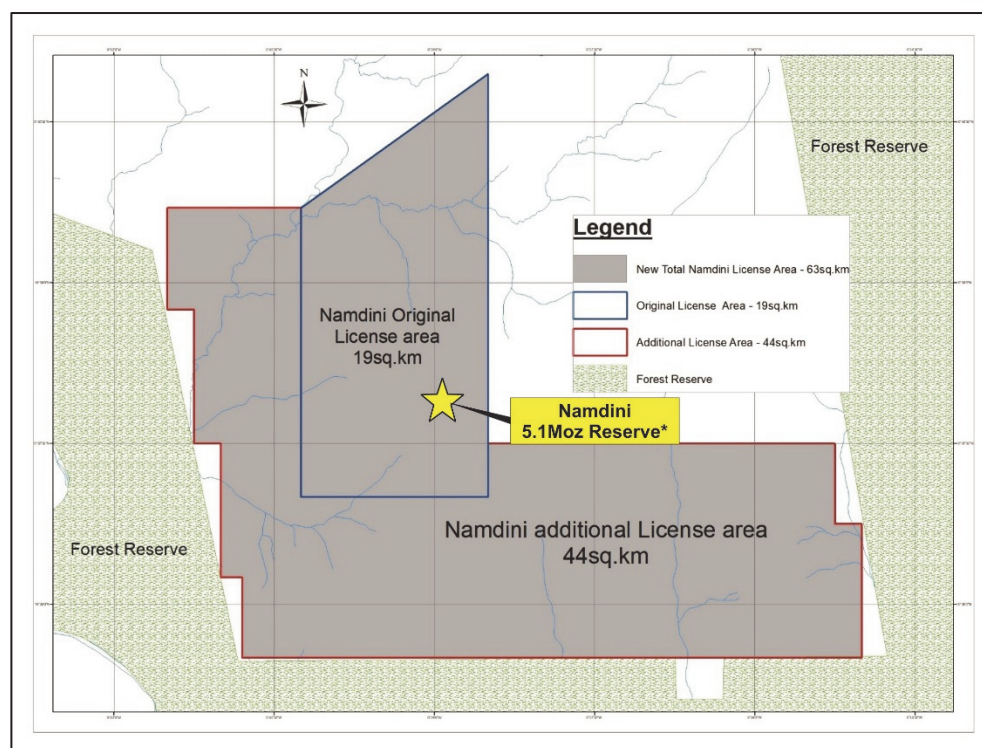 N
Forest Reserve
Legend
New Total Namdini License Area - 63sq.km
Original License Area - 19sq.km
Additional License Area - 44sq.km
Forest Reserve
Namdini Original
License area
19sq.km
Namdini
5.1Moz Reserve*
Namdini additional License area
44sq.km
Forest Reserve